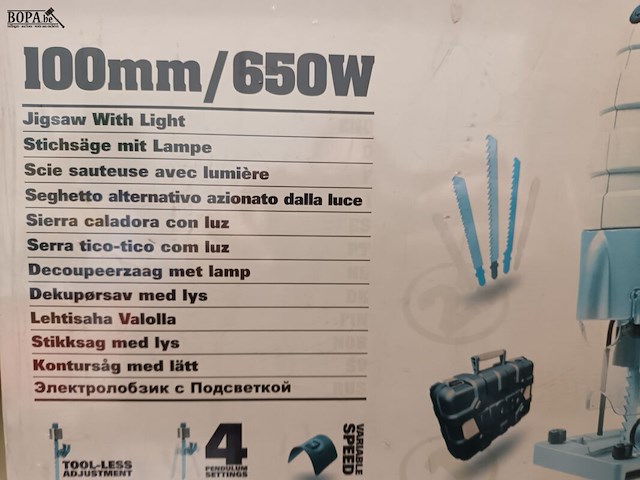 BOPA.be
100mm/650W
Jigsaw With Light
Stichsäge mit Lampe
Scie sauteuse avec lumière
Seghetto alternativo azionato dalla luce
Sierra caladora con luz
Serra tico-tico com luz
Decoupeerzaag met lamp
Dekupørsav med lys
Lehtisaha Valolla
Stikksag med lys
Kontursåg med lätt
Электролобзик с Подсветкой
TOOL-LESS
ADJUSTMENT
4
PENDULUM
SETTINGS
VARIABLE
SPEED